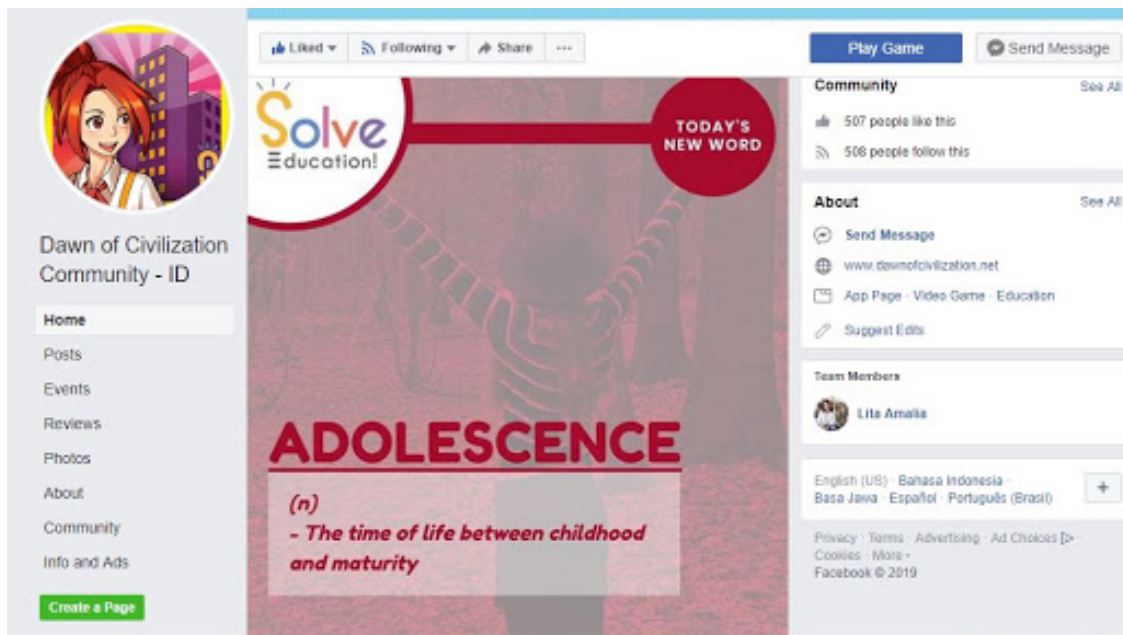 Dawn of Civilization
Community - ID
Home
Posts
Events
Reviews
Photos
About
Community
Info and Ads
Create a Page
Liked
Following
Share
...
Play Game
Send Message
Solve
Education!
TODAY'S
NEW WORD
ADOLESCENCE
(n)
- The time of life between childhood
and maturity
Community
See All
507 people like this
508 people follow this
About
See All
Send Message
www.dawnofcivilization.net
App Page · Video Game · Education
Suggest Edits
Team Members
Lita Amalia
English (US) · Bahasa Indonesia ·
Basa Jawa · Español · Português (Brasil)
+
Privacy · Terms · Advertising · Ad Choices ·
Cookies · More
Facebook © 2019